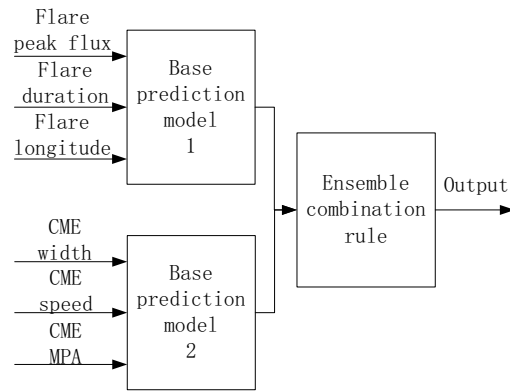 Flare
peak flux
Flare
duration
Flare
longitude
Base
prediction
model
1
CME
width
CME
speed
CME
MPA
Base
prediction
model
2
Ensemble
combination
rule
Output